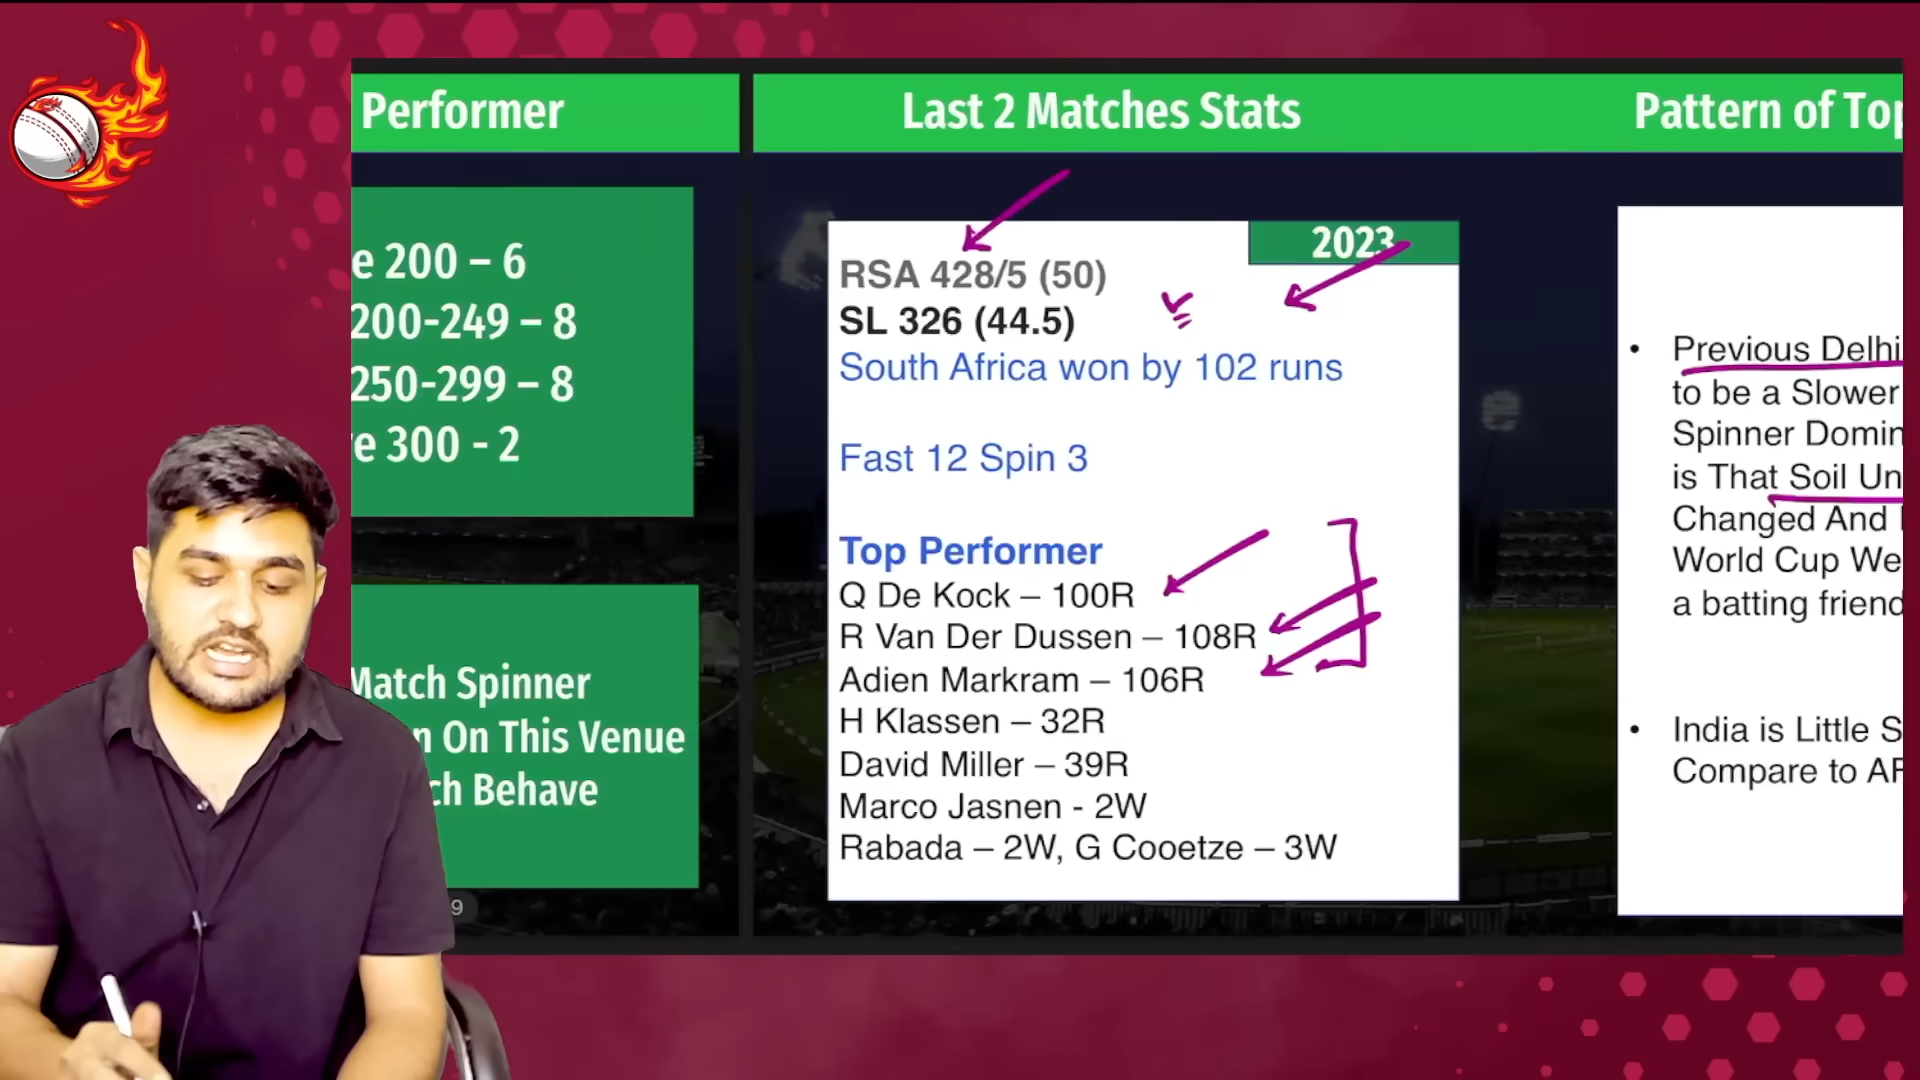 Performer
Last 2 Matches Stats
Pattern of Top
e 200 – 6
200-249 – 8
250-299 – 8
e 300 - 2
Match Spinner
n On This Venue
ch Behave
9
2023
RSA 428/5 (50)
SL 326 (44.5)
South Africa won by 102 runs
Fast 12 Spin 3
Top Performer
Q De Kock – 100R
R Van Der Dussen – 108R
Adien Markram – 106R
H Klassen – 32R
David Miller – 39R
Marco Jasnen - 2W
Rabada – 2W, G Cooetze – 3W
• Previous Delhi
to be a Slower
Spinner Domin
is That Soil Un
Changed And
World Cup We
a batting friend
• India is Little S
Compare to AF